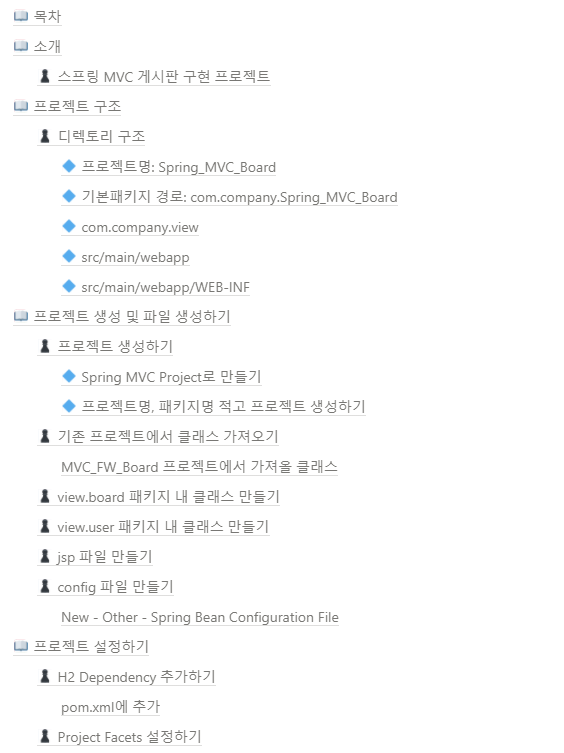 목차
소개
스프링 MVC 게시판 구현 프로젝트
프로젝트 구조
디렉토리 구조
프로젝트명: Spring_MVC_Board
기본패키지 경로: com.company.Spring_MVC_Board
com.company.view
src/main/webapp
src/main/webapp/WEB-INF
프로젝트 생성 및 파일 생성하기
프로젝트 생성하기
Spring MVC Project로 만들기
프로젝트명, 패키지명 적고 프로젝트 생성하기
기존 프로젝트에서 클래스 가져오기
MVC_FW_Board 프로젝트에서 가져올 클래스
view.board 패키지 내 클래스 만들기
view.user 패키지 내 클래스 만들기
jsp 파일 만들기
config 파일 만들기
New - Other - Spring Bean Configuration File
프로젝트 설정하기
H2 Dependency 추가하기
pom.xml에 추가
Project Facets 설정하기